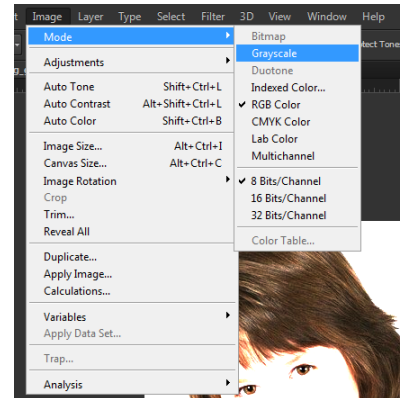 t Image Layer Type Select Filter 3D View Window Help
Mode
Adjustments
Auto Tone Shift+Ctrl+L
Auto Contrast Alt+Shift+Ctrl+L
Auto Color Shift+Ctrl+B
Image Size... Alt+Ctrl+I
Canvas Size... Alt+Ctrl+C
Image Rotation
Crop
Trim...
Reveal All
Duplicate...
Apply Image...
Calculations...
Variables
Apply Data Set...
Trap...
Analysis
Bitmap
Grayscale
Duotone
Indexed Color...
RGB Color
CMYK Color
Lab Color
Multichannel
8 Bits/Channel
16 Bits/Channel
32 Bits/Channel
Color Table...
tect Tone